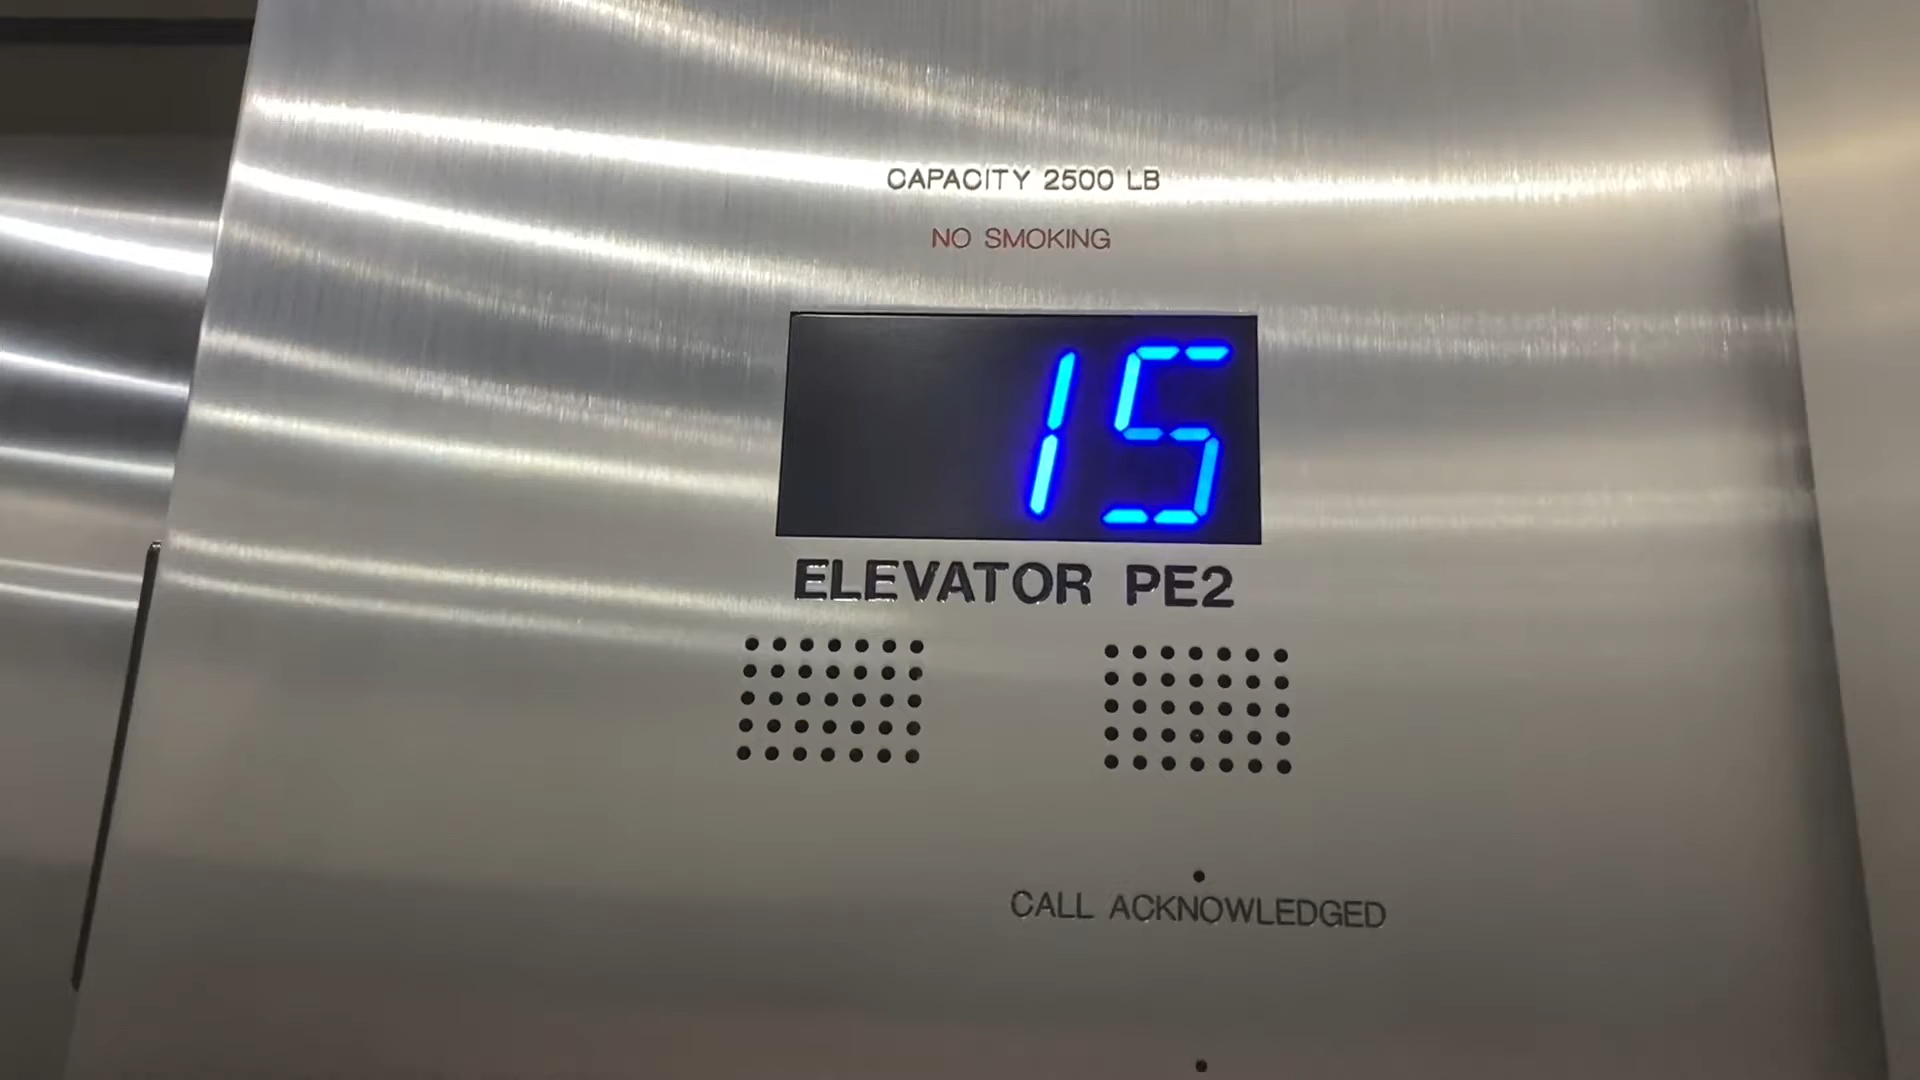 CAPACITY 2500 LB
NO SMOKING
15
ELEVATOR PE2
CALL ACKNOWLEDGED